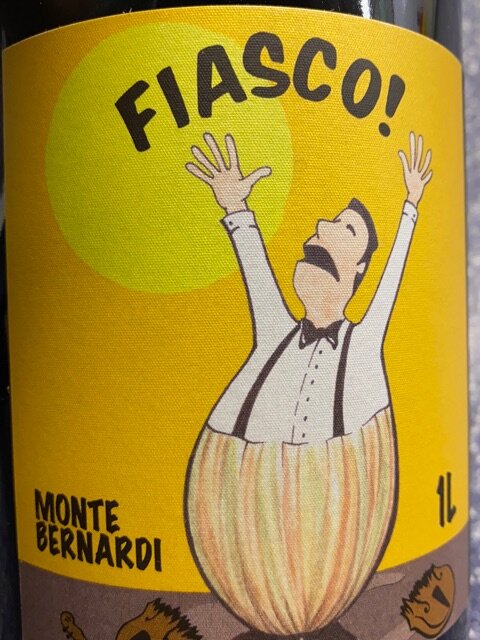 FIASCO!
MONTE
BERNARDI
1L